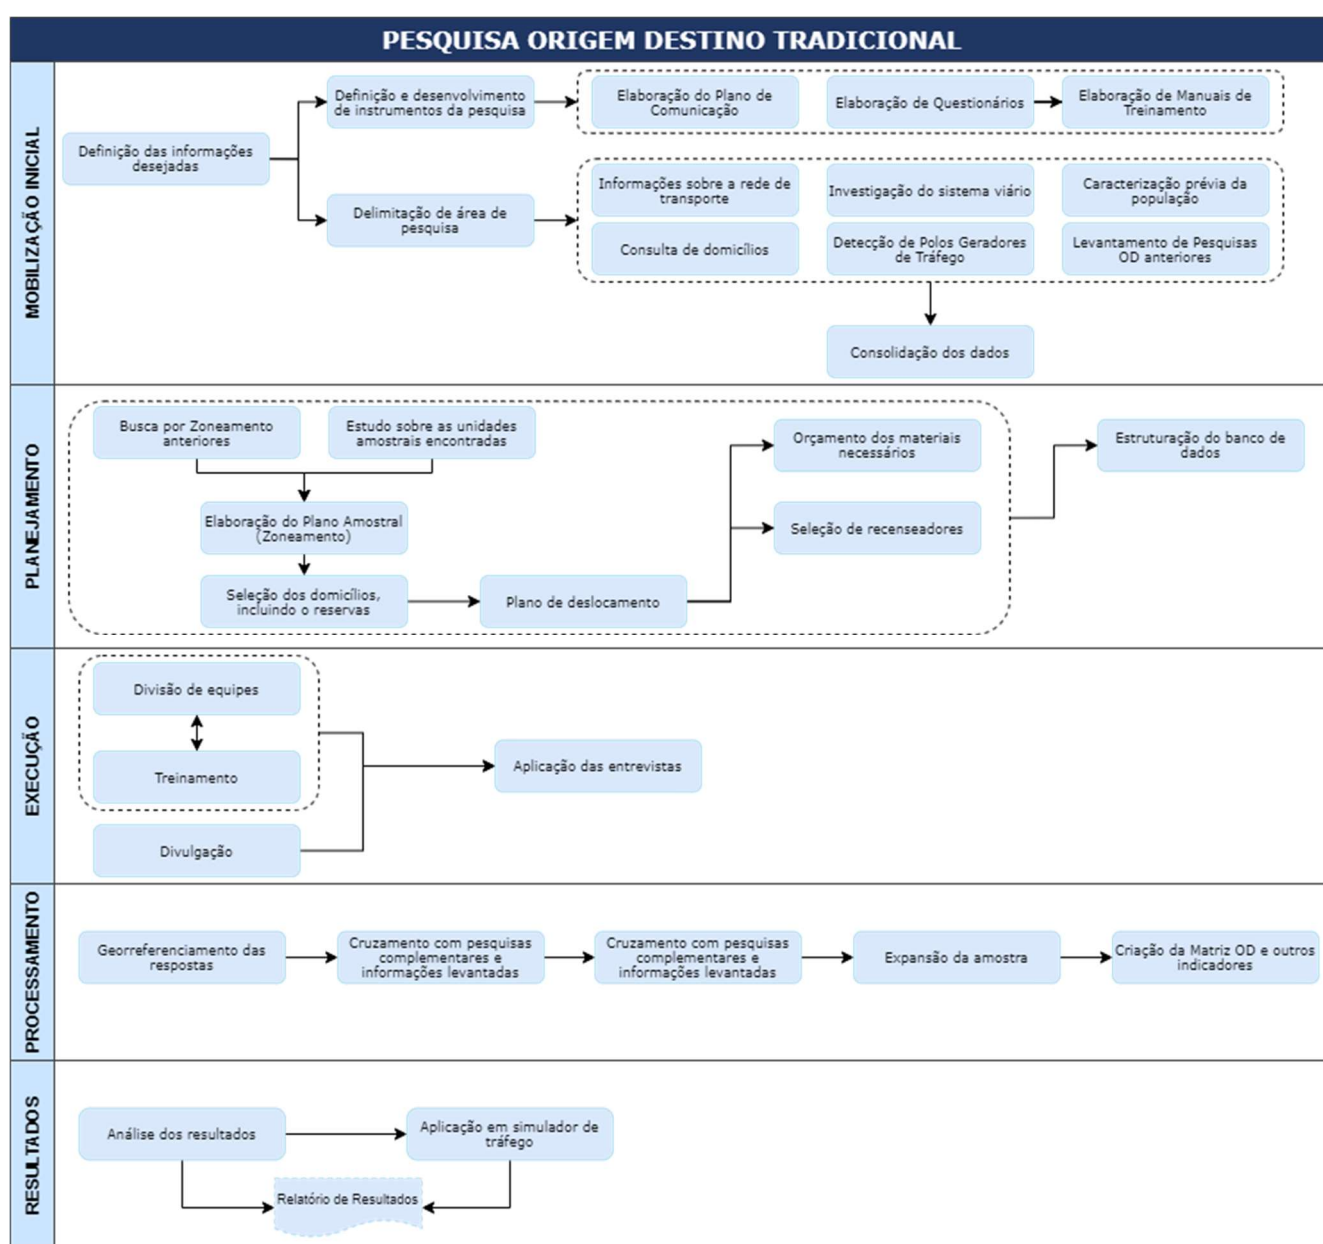 PESQUISA ORIGEM DESTINO TRADICIONAL
MOBILIZAÇÃO INICIAL
Definição das informações
desejadas
Definição e desenvolvimento
de instrumentos da pesquisa
Elaboração do Plano de
Comunicação
Elaboração de Questionários
Elaboração de Manuais de
Treinamento
Delimitação de área de
pesquisa
Informações sobre a rede de
transporte
Investigação do sistema viário
Caracterização prévia da
população
Consulta de domicílios
Detecção de Polos Geradores
de Tráfego
Levantamento de Pesquisas
OD anteriores
Consolidação dos dados
PLANEJAMENTO
Busca por Zoneamento
anteriores
Estudo sobre as unidades
amostrais encontradas
Elaboração do Plano Amostral
(Zoneamento)
Seleção dos domicílios,
incluindo o reservas
Plano de deslocamento
Orçamento dos materiais
necessários
Seleção de recenseadores
Estruturação do banco de
dados
EXECUÇÃO
Divisão de equipes
Treinamento
Divulgação
Aplicação das entrevistas
PROCESSAMENTO
Georreferenciamento das
respostas
Cruzamento com pesquisas
complementares e
informações levantadas
Cruzamento com pesquisas
complementares e
informações levantadas
Expansão da amostra
Criação da Matriz OD e outros
indicadores
RESULTADOS
Análise dos resultados
Aplicação em simulador de
tráfego
Relatório de Resultados